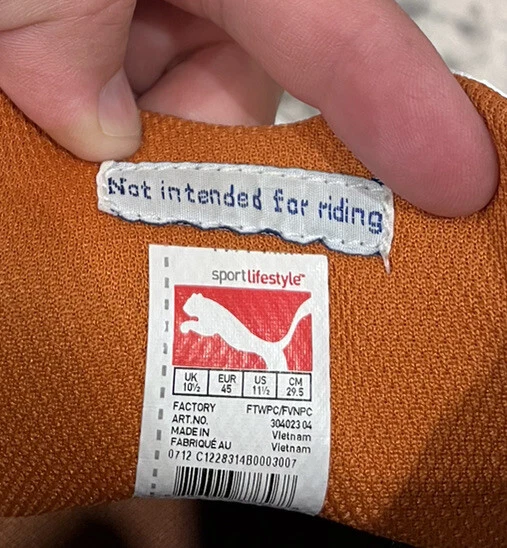 Not intended for riding
sportlifestyle™
UK EUR US CM
10½ 45 11½ 29.5
FACTORY FTWPC/FVNPC
ART.NO. 304023 04
MADE IN Vietnam
FABRIQUÉ AU Vietnam
0712 C1228314B0003007